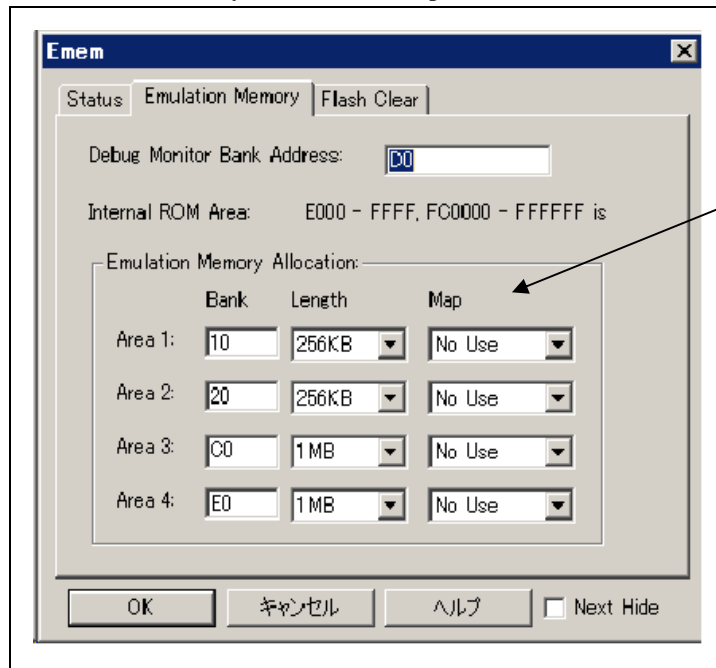 Emem
Status Emulation Memory Flash Clear
Debug Monitor Bank Address: D0
Internal ROM Area: E000 - FFFF, FC0000 - FFFFFF is
Emulation Memory Allocation:
Bank Length Map
Area 1: 10 256KB No Use
Area 2: 20 256KB No Use
Area 3: C0 1MB No Use
Area 4: E0 1MB No Use
OK キャンセル ヘルプ Next Hide